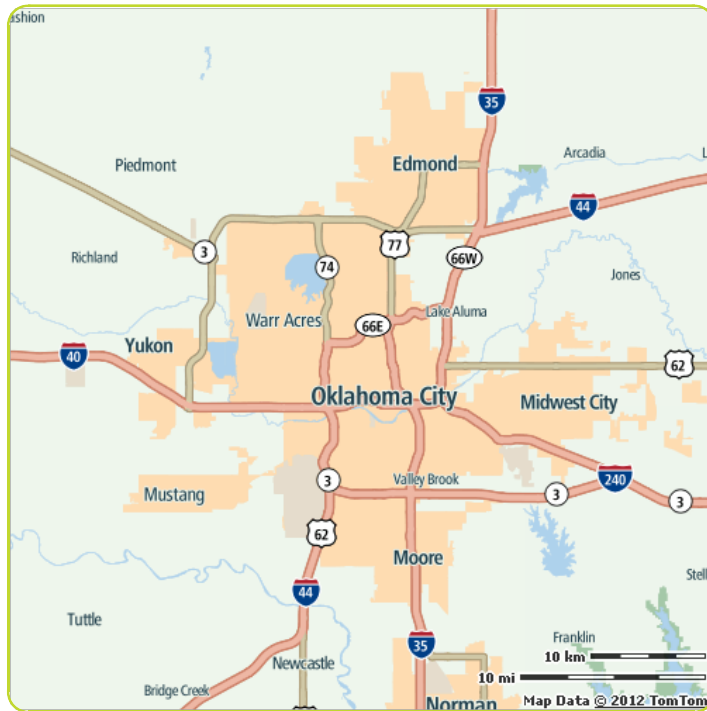 ashion
35
Piedmont
Edmond
Arcadia
L
44
77
3
74
66W
Richland
Jones
66E
Lake Aluma
Warr Acres
Yukon
40
62
Oklahoma City
Midwest City
3
Valley Brook
240
3
3
Mustang
62
Moore
44
Stell
Tuttle
35
Franklin
Newcastle
10 km
10 mi
Bridge Creek
Norman
Map Data © 2012 TomTom